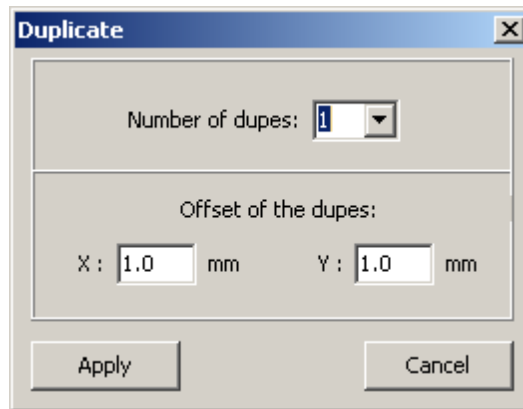 Duplicate
Number of dupes: 1
Offset of the dupes:
X : 1.0 mm Y : 1.0 mm
Apply Cancel